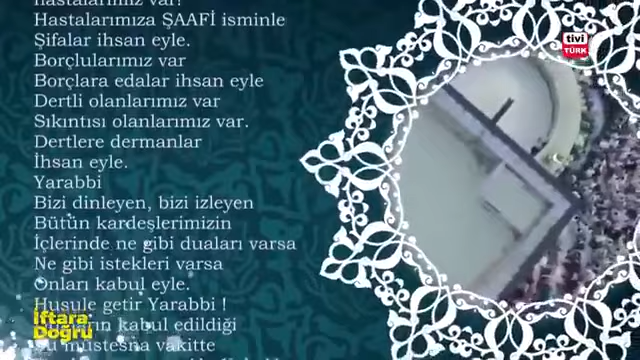 hastalarımız var!
Hastalarımıza ŞAAFİ isminle
Şifalar ihsan eyle.
Borçlularımız var
Borçlara edalar ihsan eyle
Dertli olanlarımız var
Sıkıntısı olanlarımız var.
Dertlere dermanlar
İhsan eyle.
Yarabbi
Bizi dinleyen, bizi izleyen
Bütün kardeşlerimizin
İçlerinde ne gibi duaları varsa
Ne gibi istekleri varsa
Onları kabul eyle.
Husule getir Yarabbi !
kabul edildiği
müstesna vakitte
tivi
TÜRK
İftara
Doğru